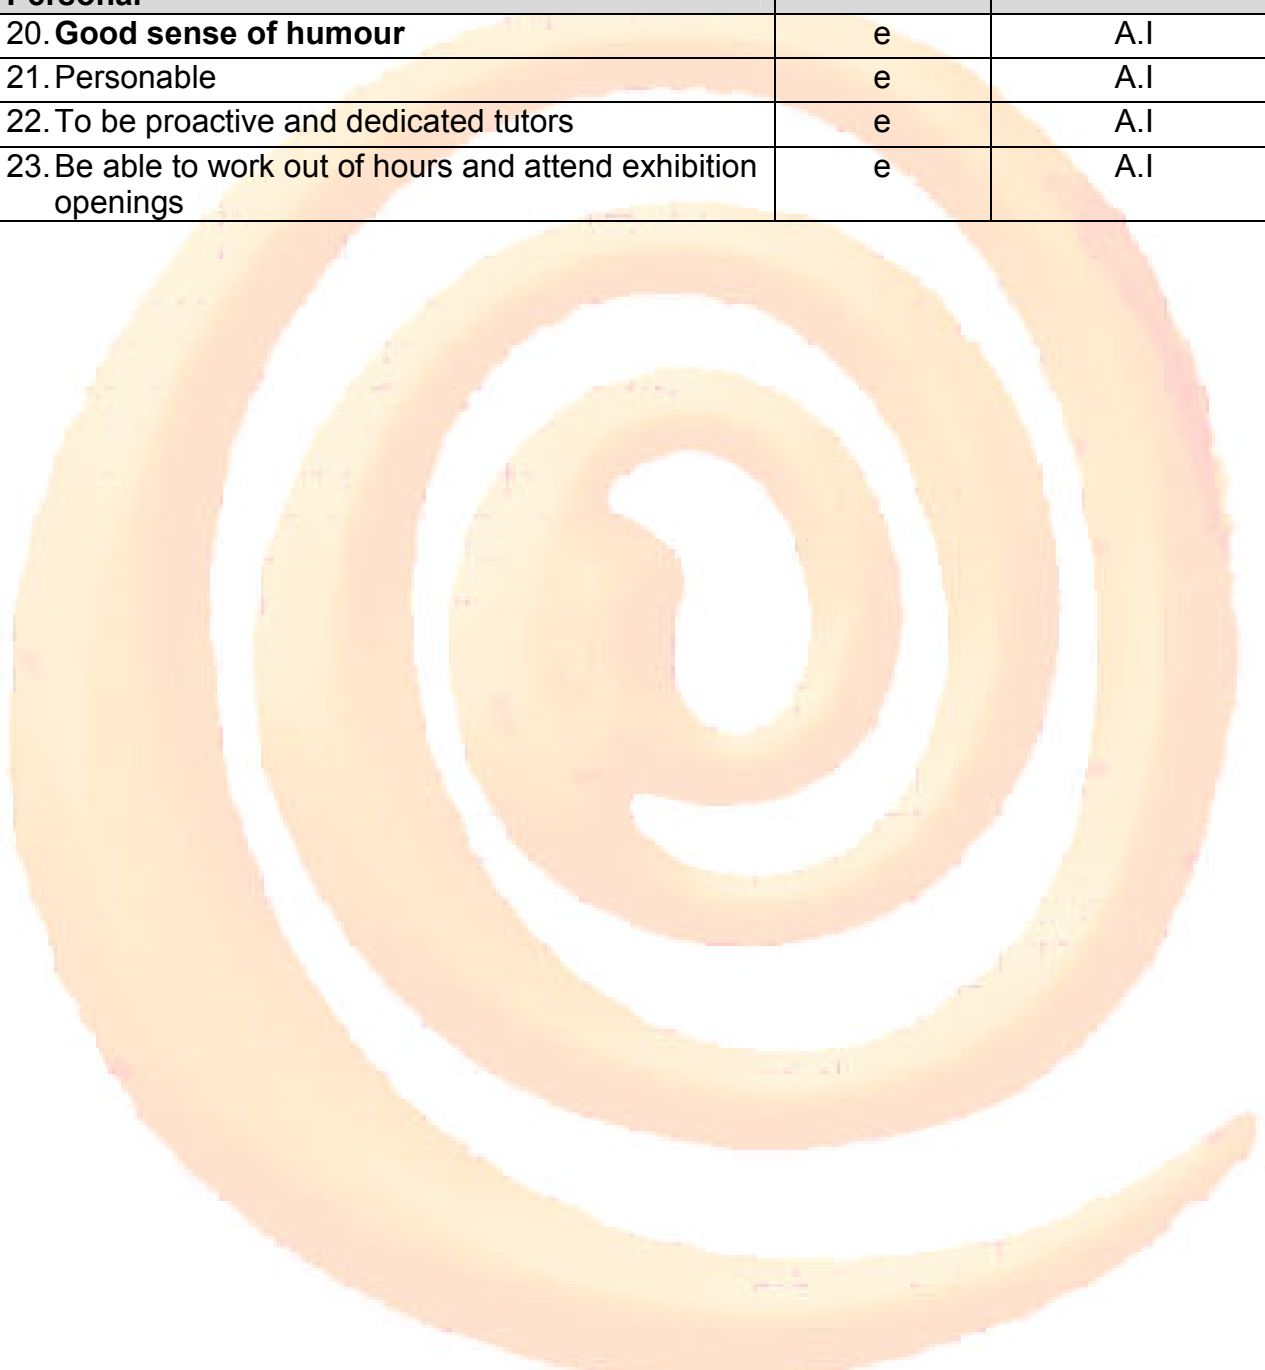 Personal
20. Good sense of humour e A.I
21. Personable e A.I
22. To be proactive and dedicated tutors e A.I
23. Be able to work out of hours and attend exhibition e A.I
openings